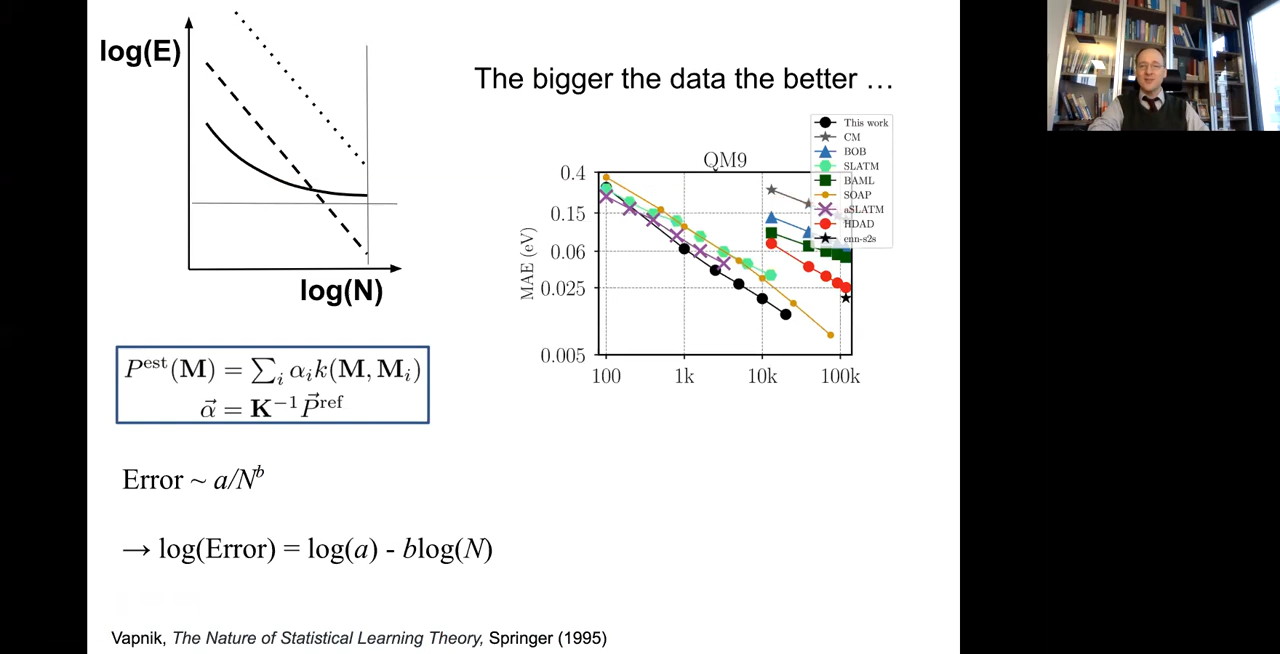 log(E)
log(N)
The bigger the data the better …
QM9
This work
CM
BOB
SLATM
BAML
SOAP
aSLATM
HDAD
enn-s2s
MAE (eV)
0.4
0.15
0.06
0.025
0.005
100
1k
10k
100k
Pᵉˢᵗ(M) = ∑ᵢ αᵢk(M, Mᵢ)
α⃗ = K⁻¹P⃗ʳᵉᶠ
Error ~ a/Nᵇ
→ log(Error) = log(a) - blog(N)
Vapnik, The Nature of Statistical Learning Theory, Springer (1995)